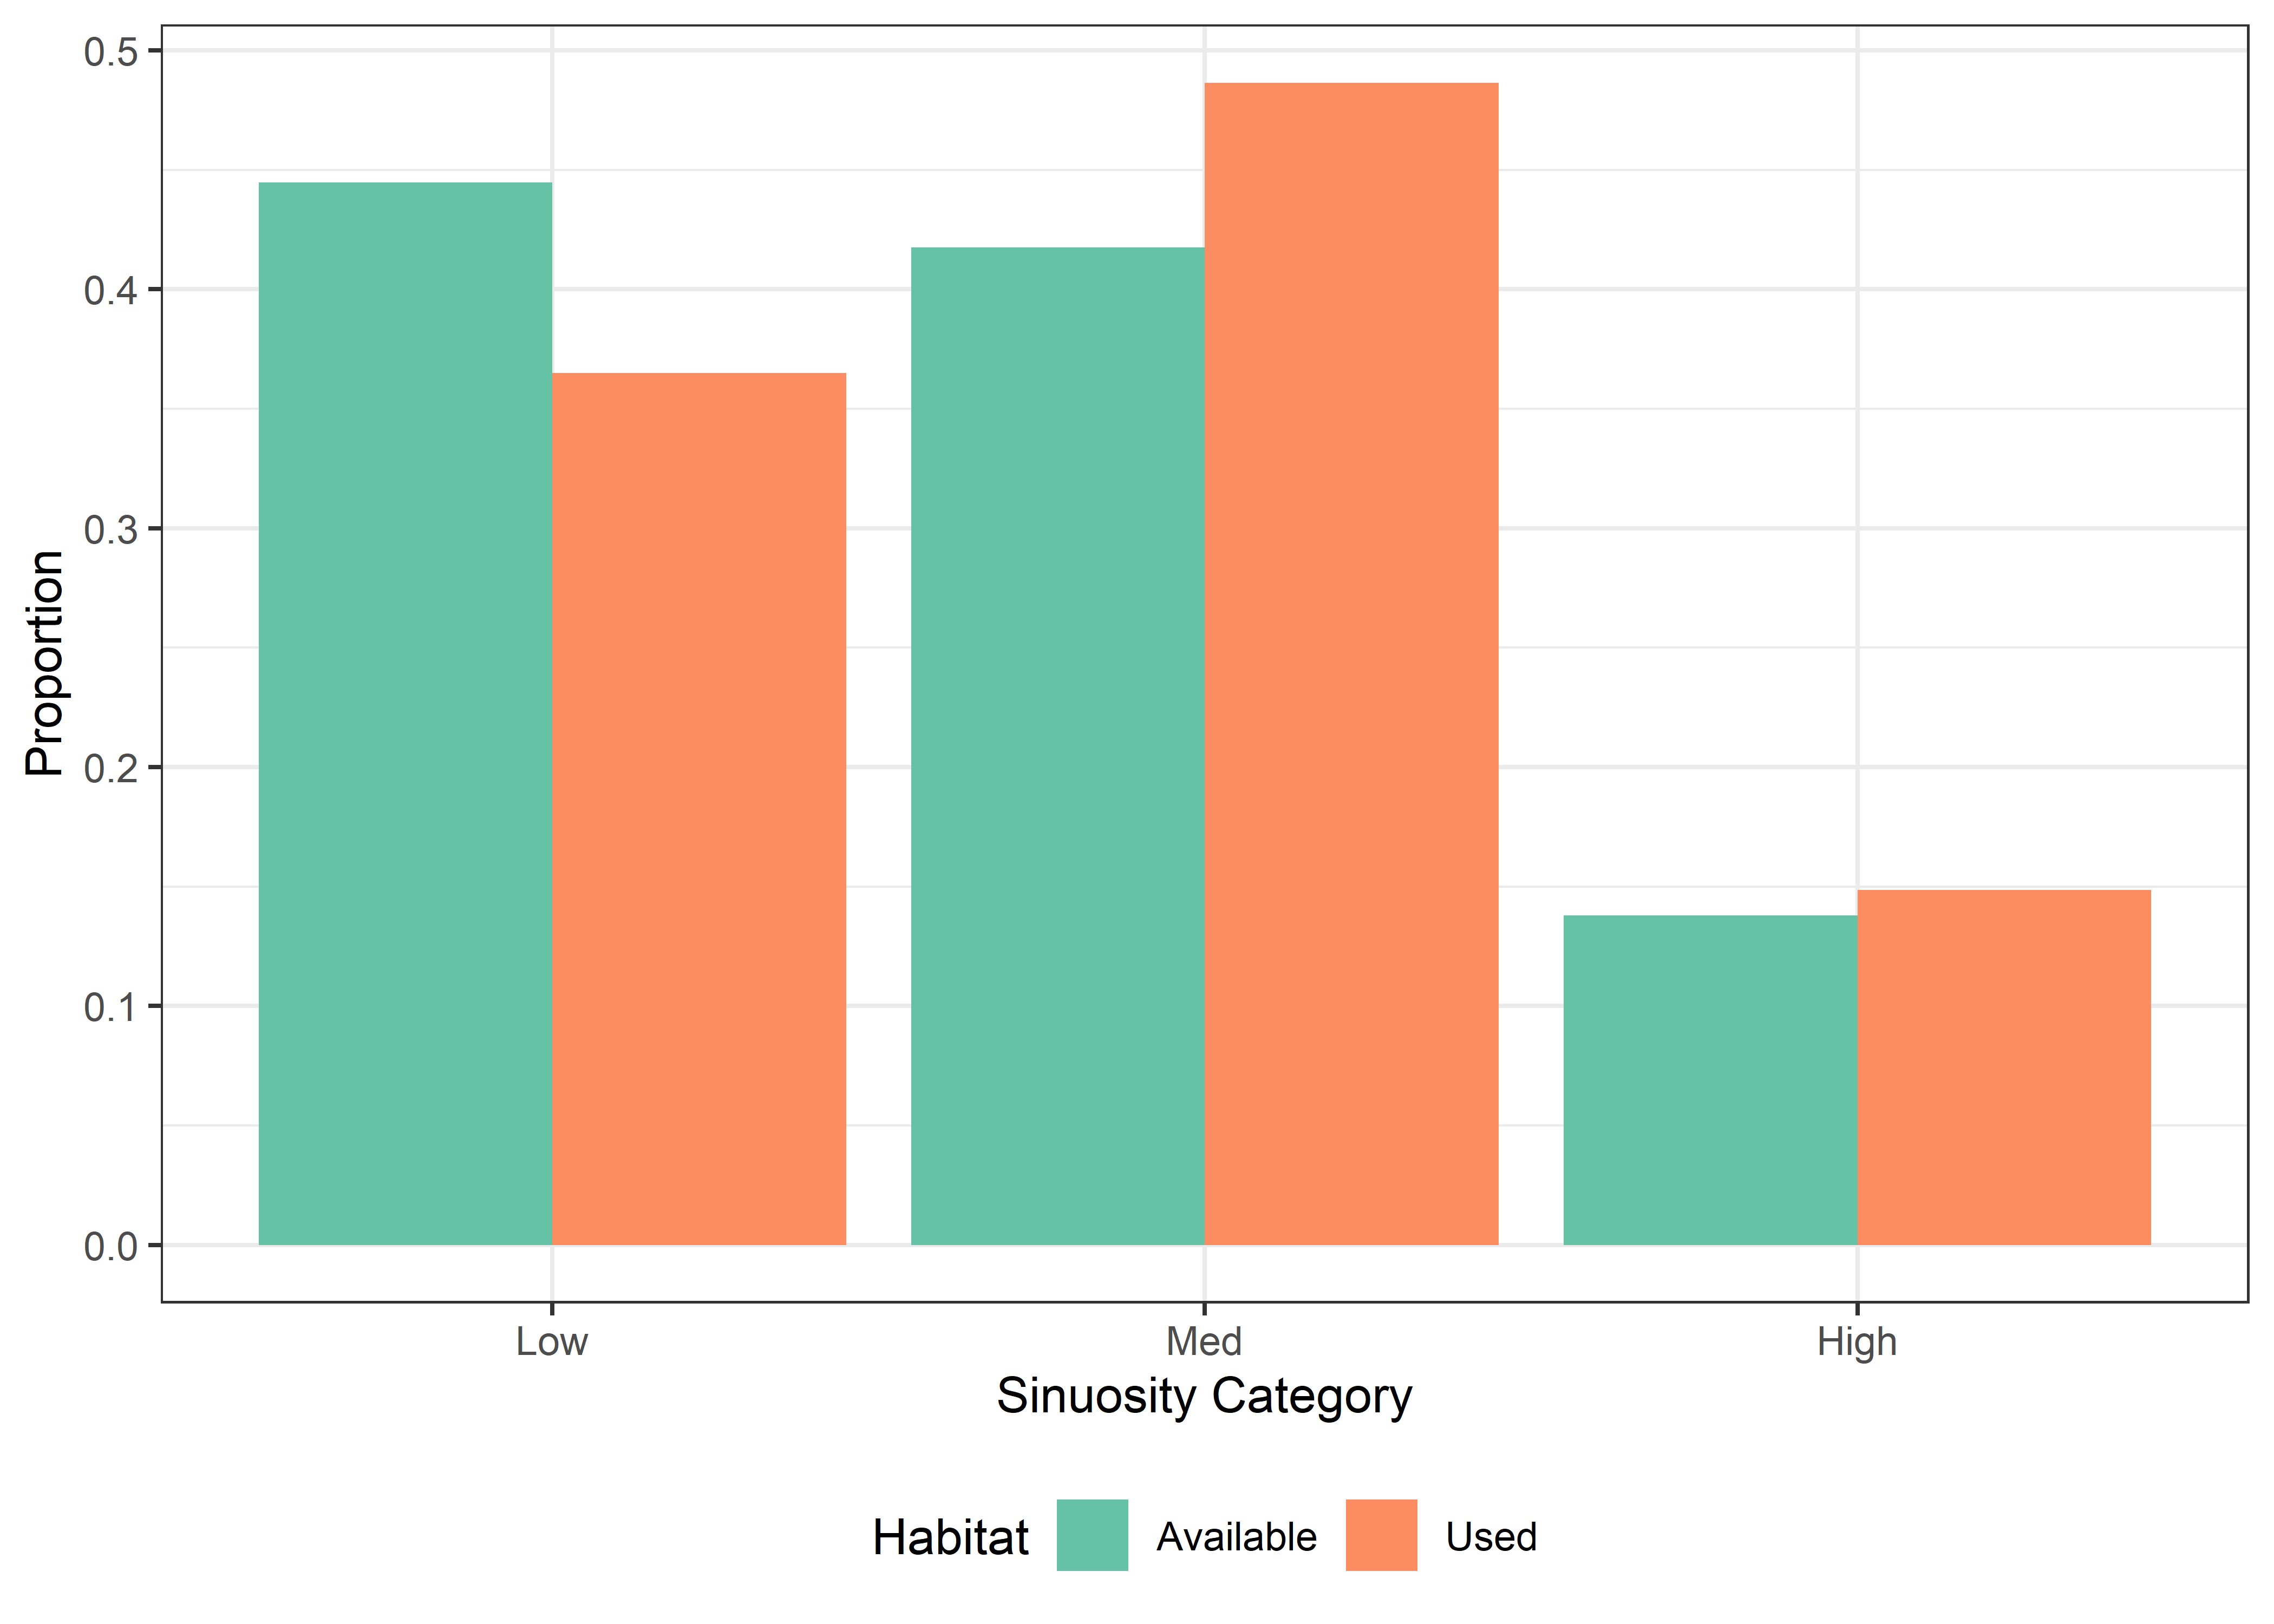 0.5
0.4
0.3
0.2
0.1
0.0
Proportion
Low Med High
Sinuosity Category
Habitat Available Used